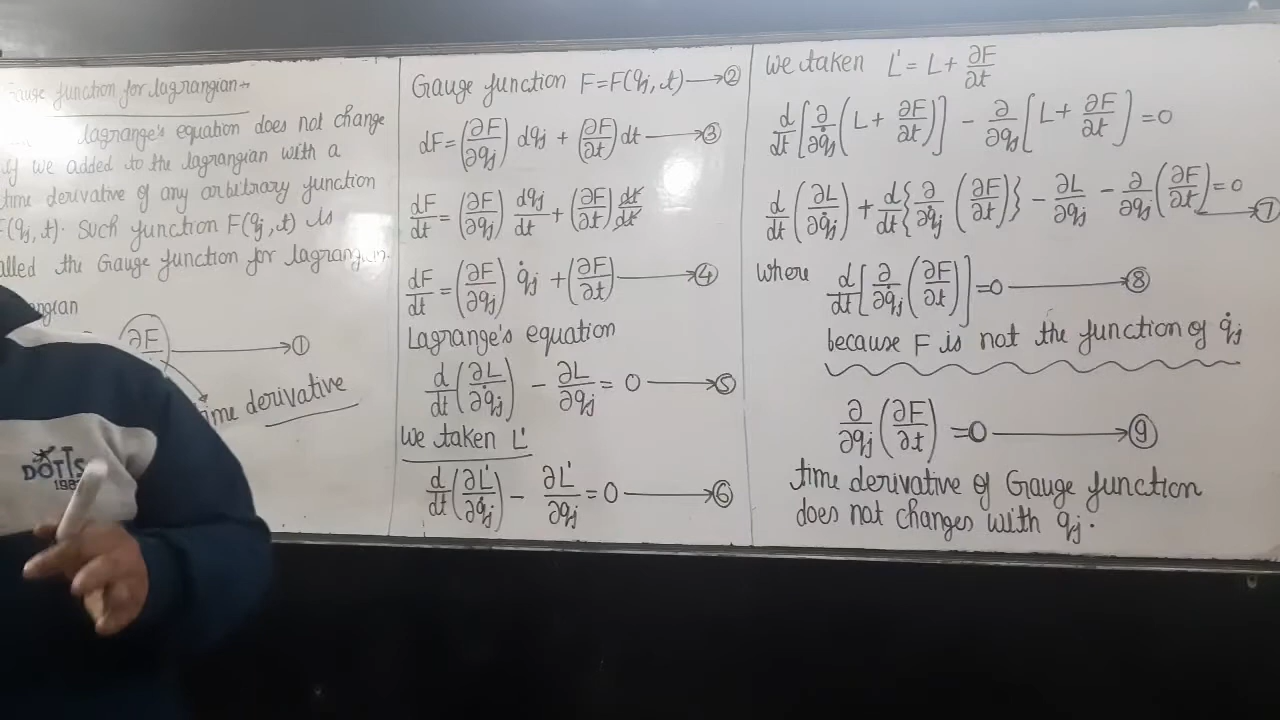 auge function for lagrangian→
lagrange's equation does not change
if we added to the lagrangian with a
time derivative of any arbitrary function
F(qj, t). Such function F(qj, t) is
alled the Gauge function for lagrangian.
angian
∂F ⟶ ①
time derivative
DOTTS
Gauge function F=F(qj, t) ⟶ ②
dF = (∂F/∂qj) dqj + (∂F/∂t) dt ⟶ ③
dF/dt = (∂F/∂qj) dqj/dt + (∂F/∂t) dt/dt
dF/dt = (∂F/∂qj) q̇j + (∂F/∂t) ⟶ ④
Lagrange's equation
d/dt (∂L/∂q̇j) − ∂L/∂qj = 0 ⟶ ⑤
We taken L'
d/dt (∂L'/∂q̇j) − ∂L'/∂qj = 0 ⟶ ⑥
We taken L' = L + ∂F/∂t
d/dt [∂/∂q̇j (L + ∂F/∂t)] − ∂/∂qj [L + ∂F/∂t] = 0
d/dt (∂L/∂q̇j) + d/dt {∂/∂q̇j (∂F/∂t)} − ∂L/∂qj − ∂/∂qj (∂F/∂t) = 0 ⟶ ⑦
where d/dt [∂/∂q̇j (∂F/∂t)] = 0 ⟶ ⑧
because F is not the function of q̇j
∂/∂qj (∂F/∂t) = 0 ⟶ ⑨
time derivative of Gauge function
does not changes with qj.